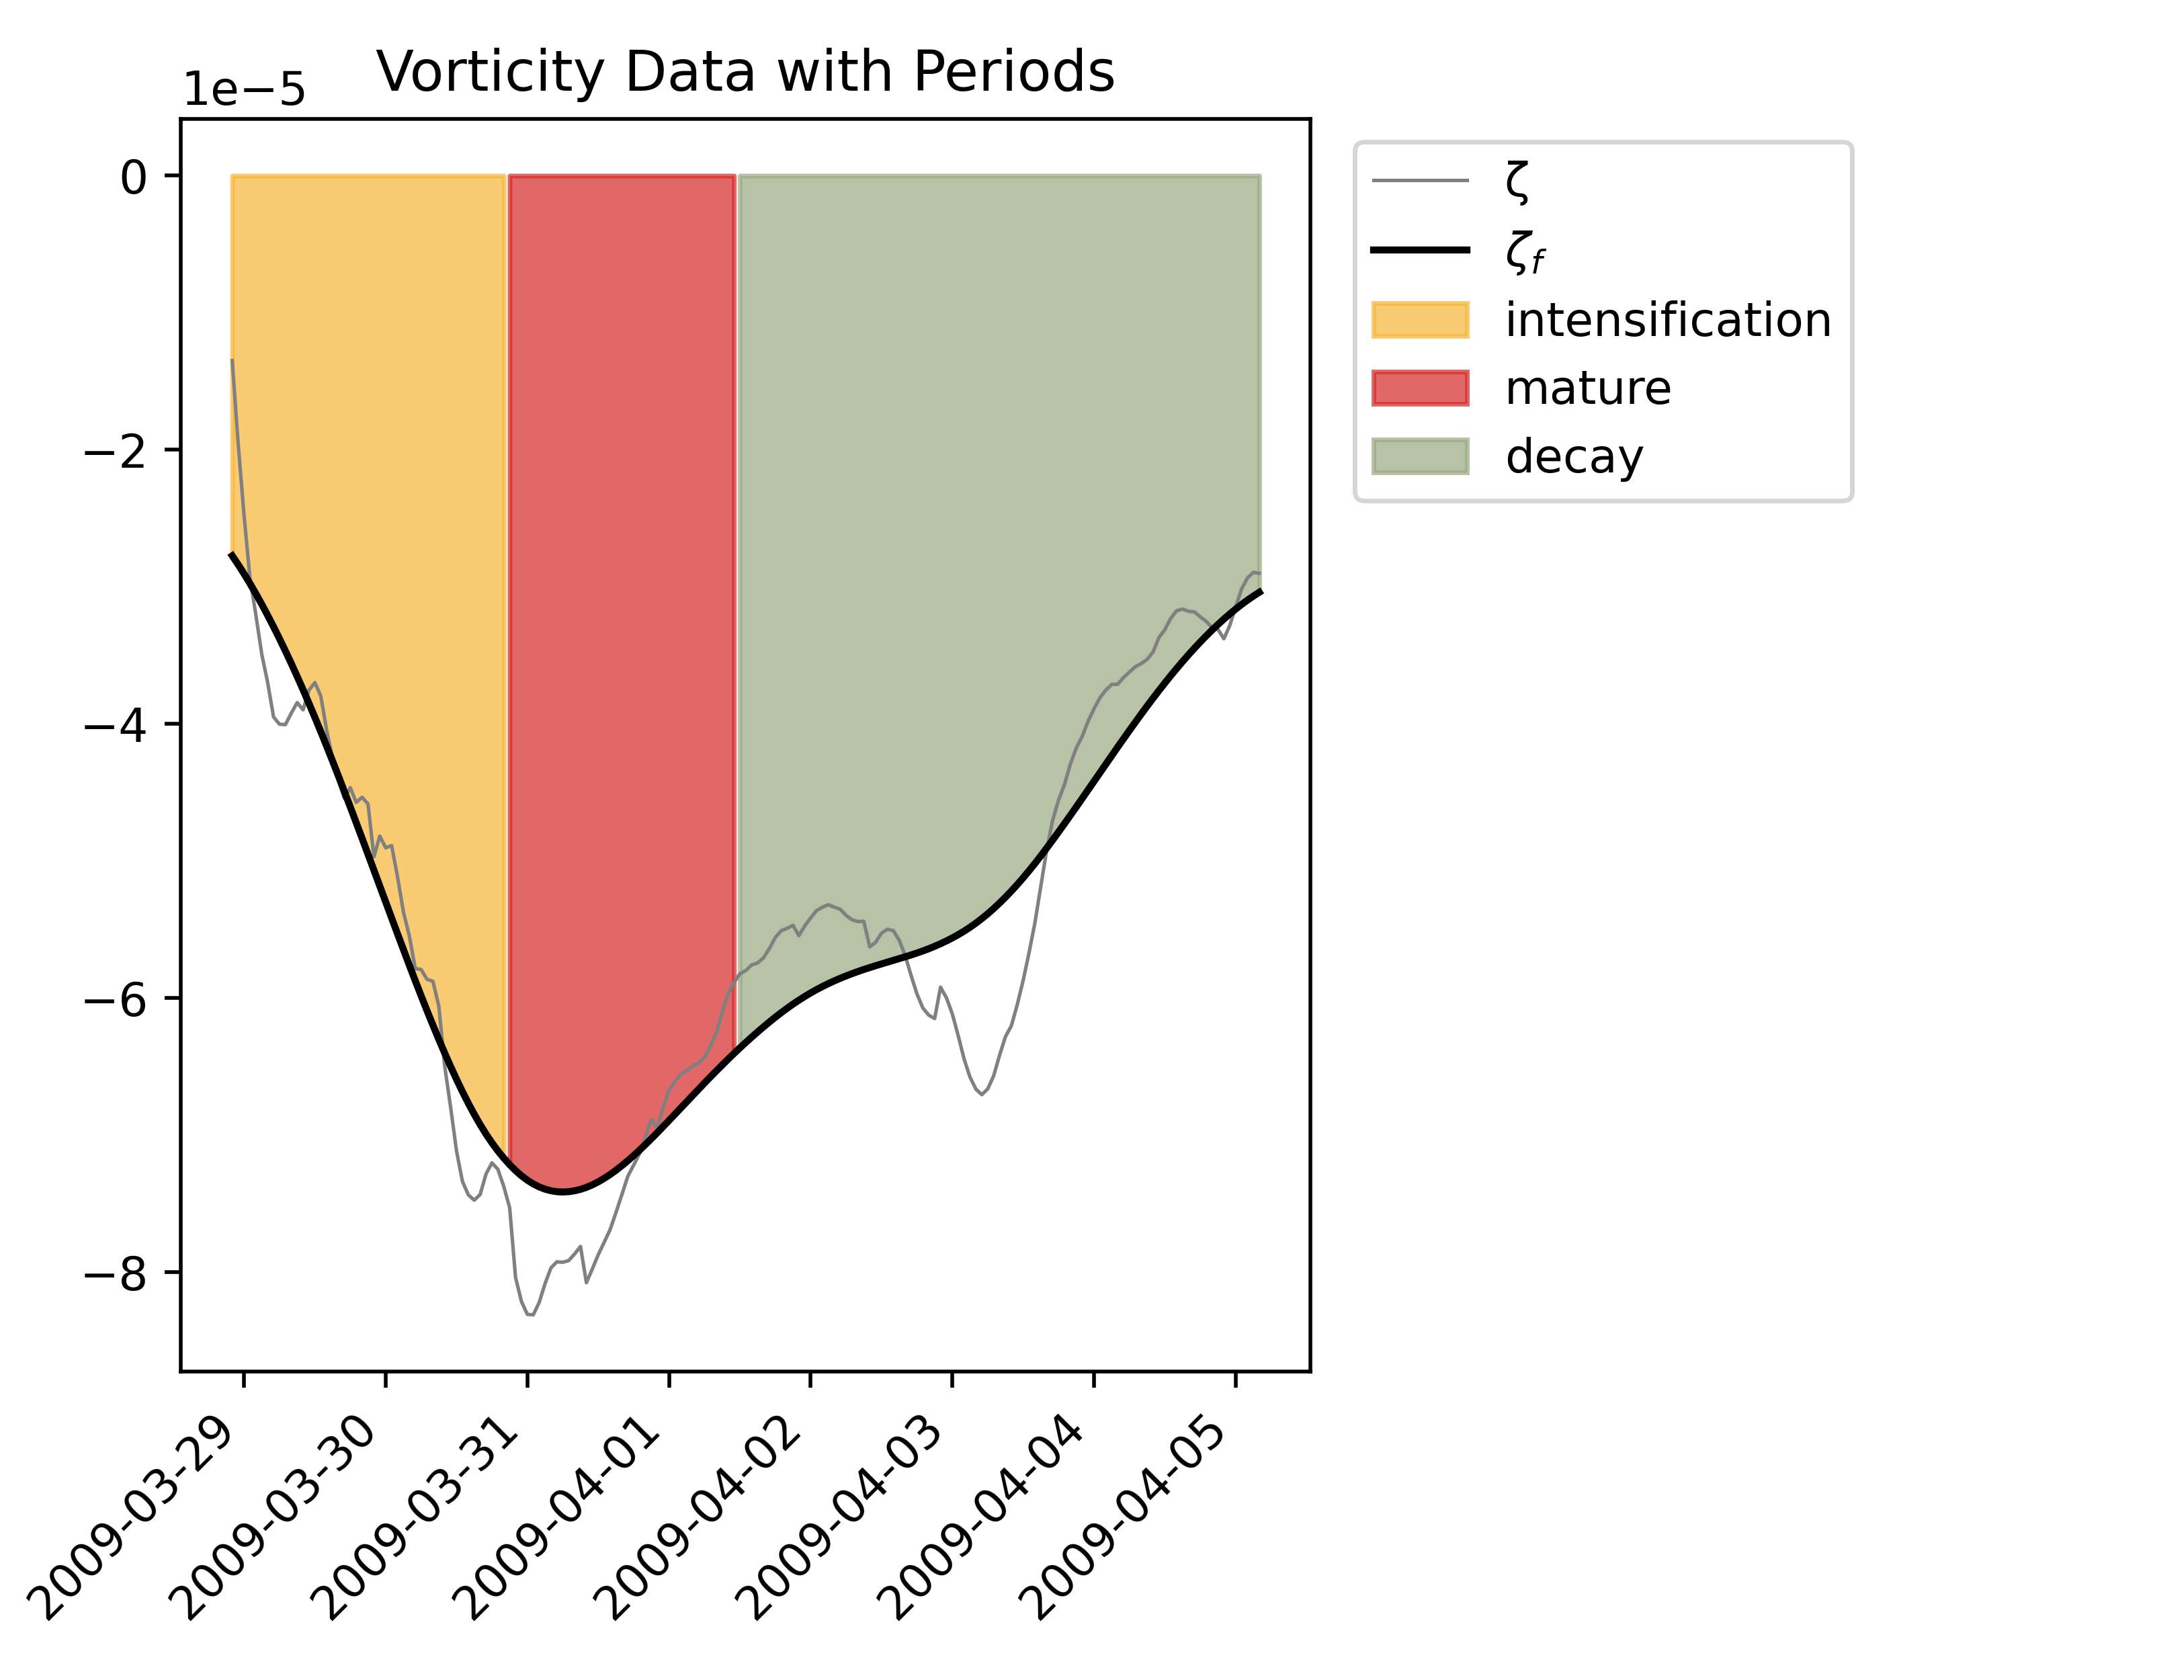 Vorticity Data with Periods
1e−5
0
−2
−4
−6
−8
2009-03-29
2009-03-30
2009-03-31
2009-04-01
2009-04-02
2009-04-03
2009-04-04
2009-04-05
ζ
ζf
intensification
mature
decay